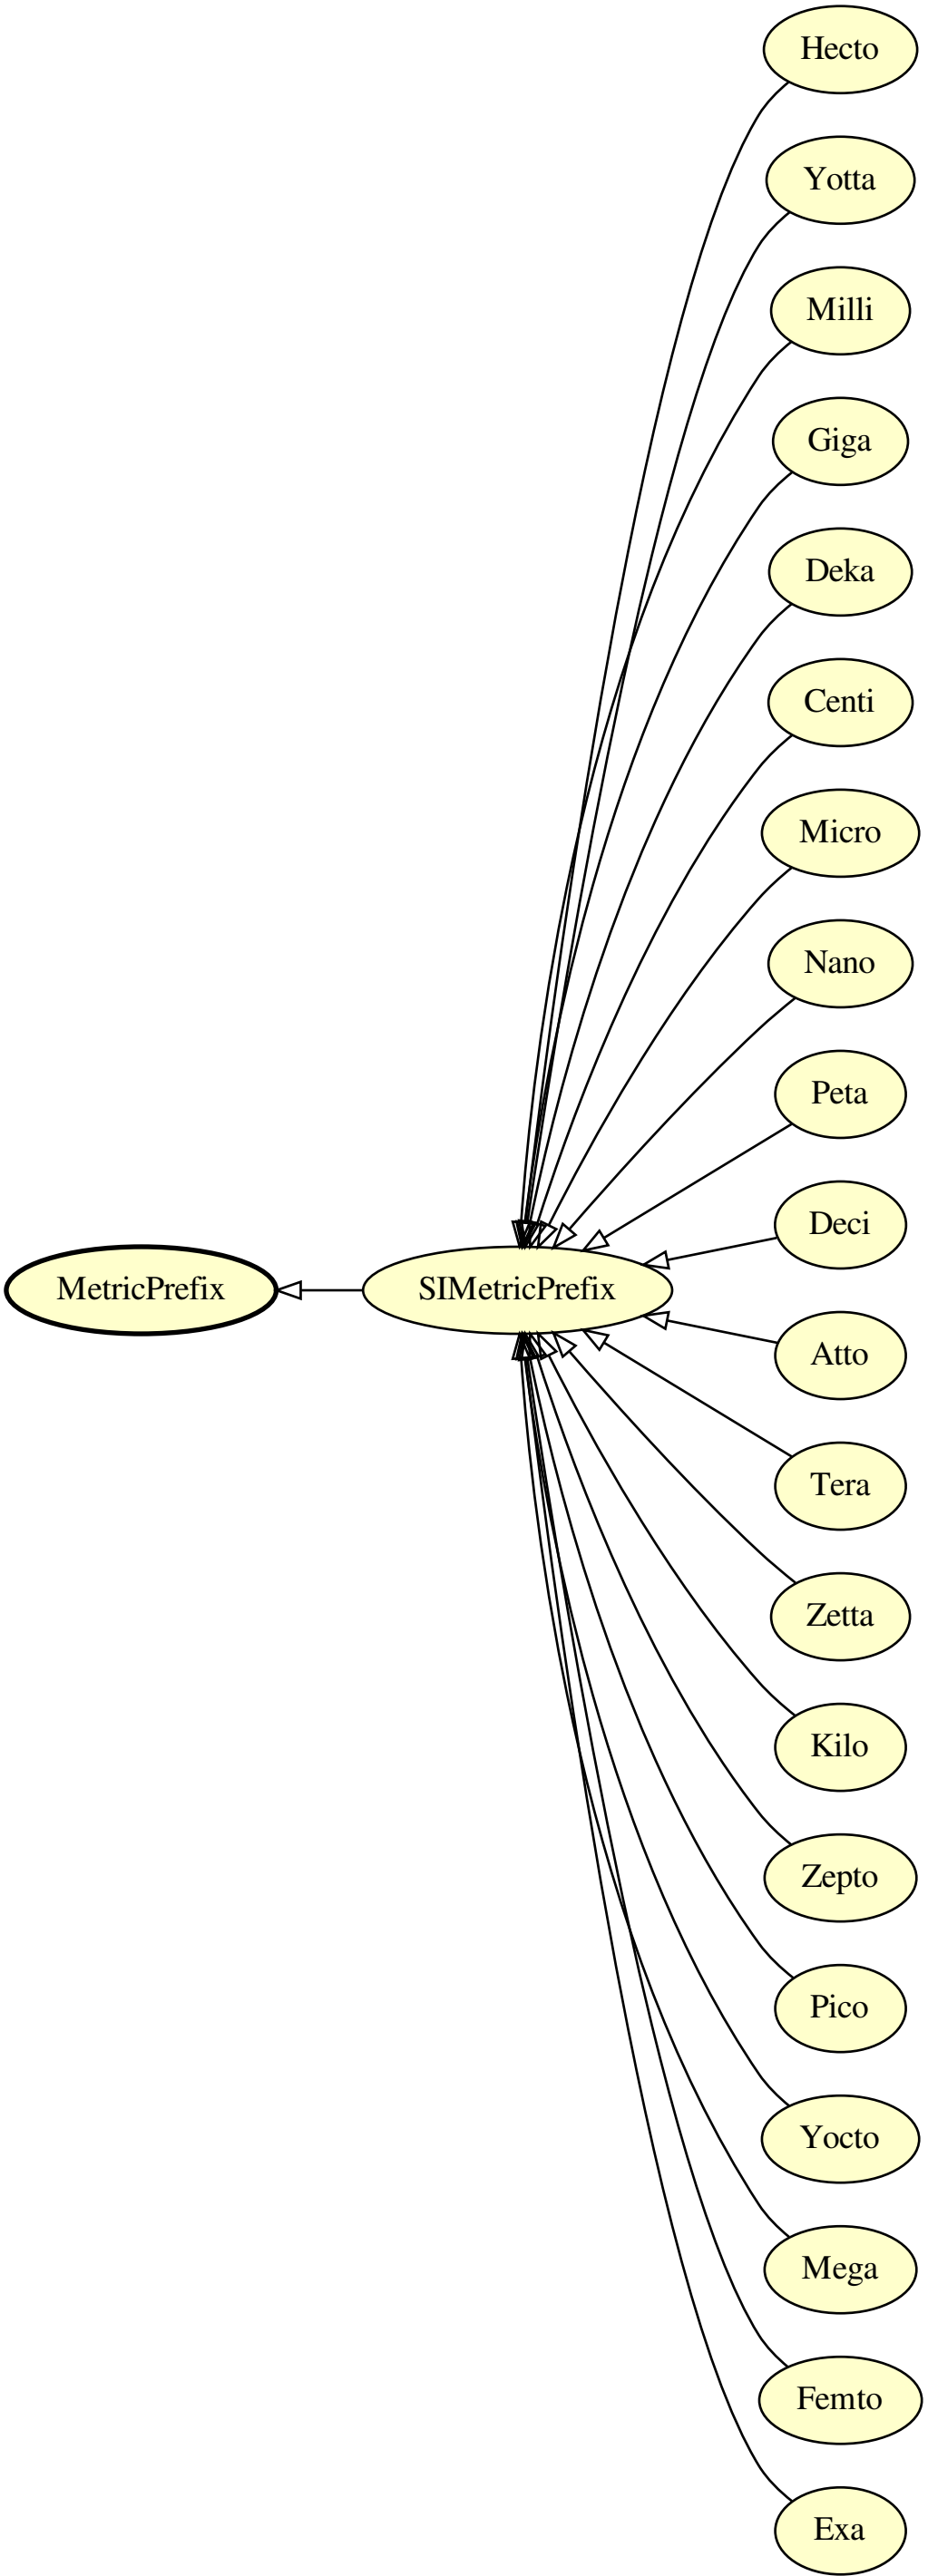 Hecto
Yotta
Milli
Giga
Deka
Centi
Micro
Nano
Peta
Deci
MetricPrefix
SIMetricPrefix
Atto
Tera
Zetta
Kilo
Zepto
Pico
Yocto
Mega
Femto
Exa